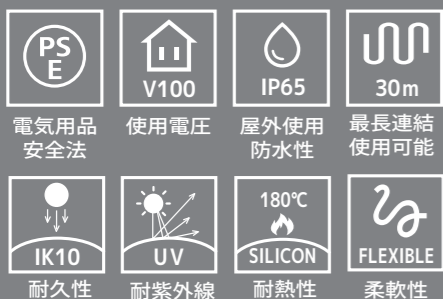 PS
E
電気用品
安全法
V100
使用電圧
IP65
屋外使用
防水性
30m
最長連結
使用可能
IK10
耐久性
UV
耐紫外線
180℃
SILICON
耐熱性
FLEXIBLE
柔軟性